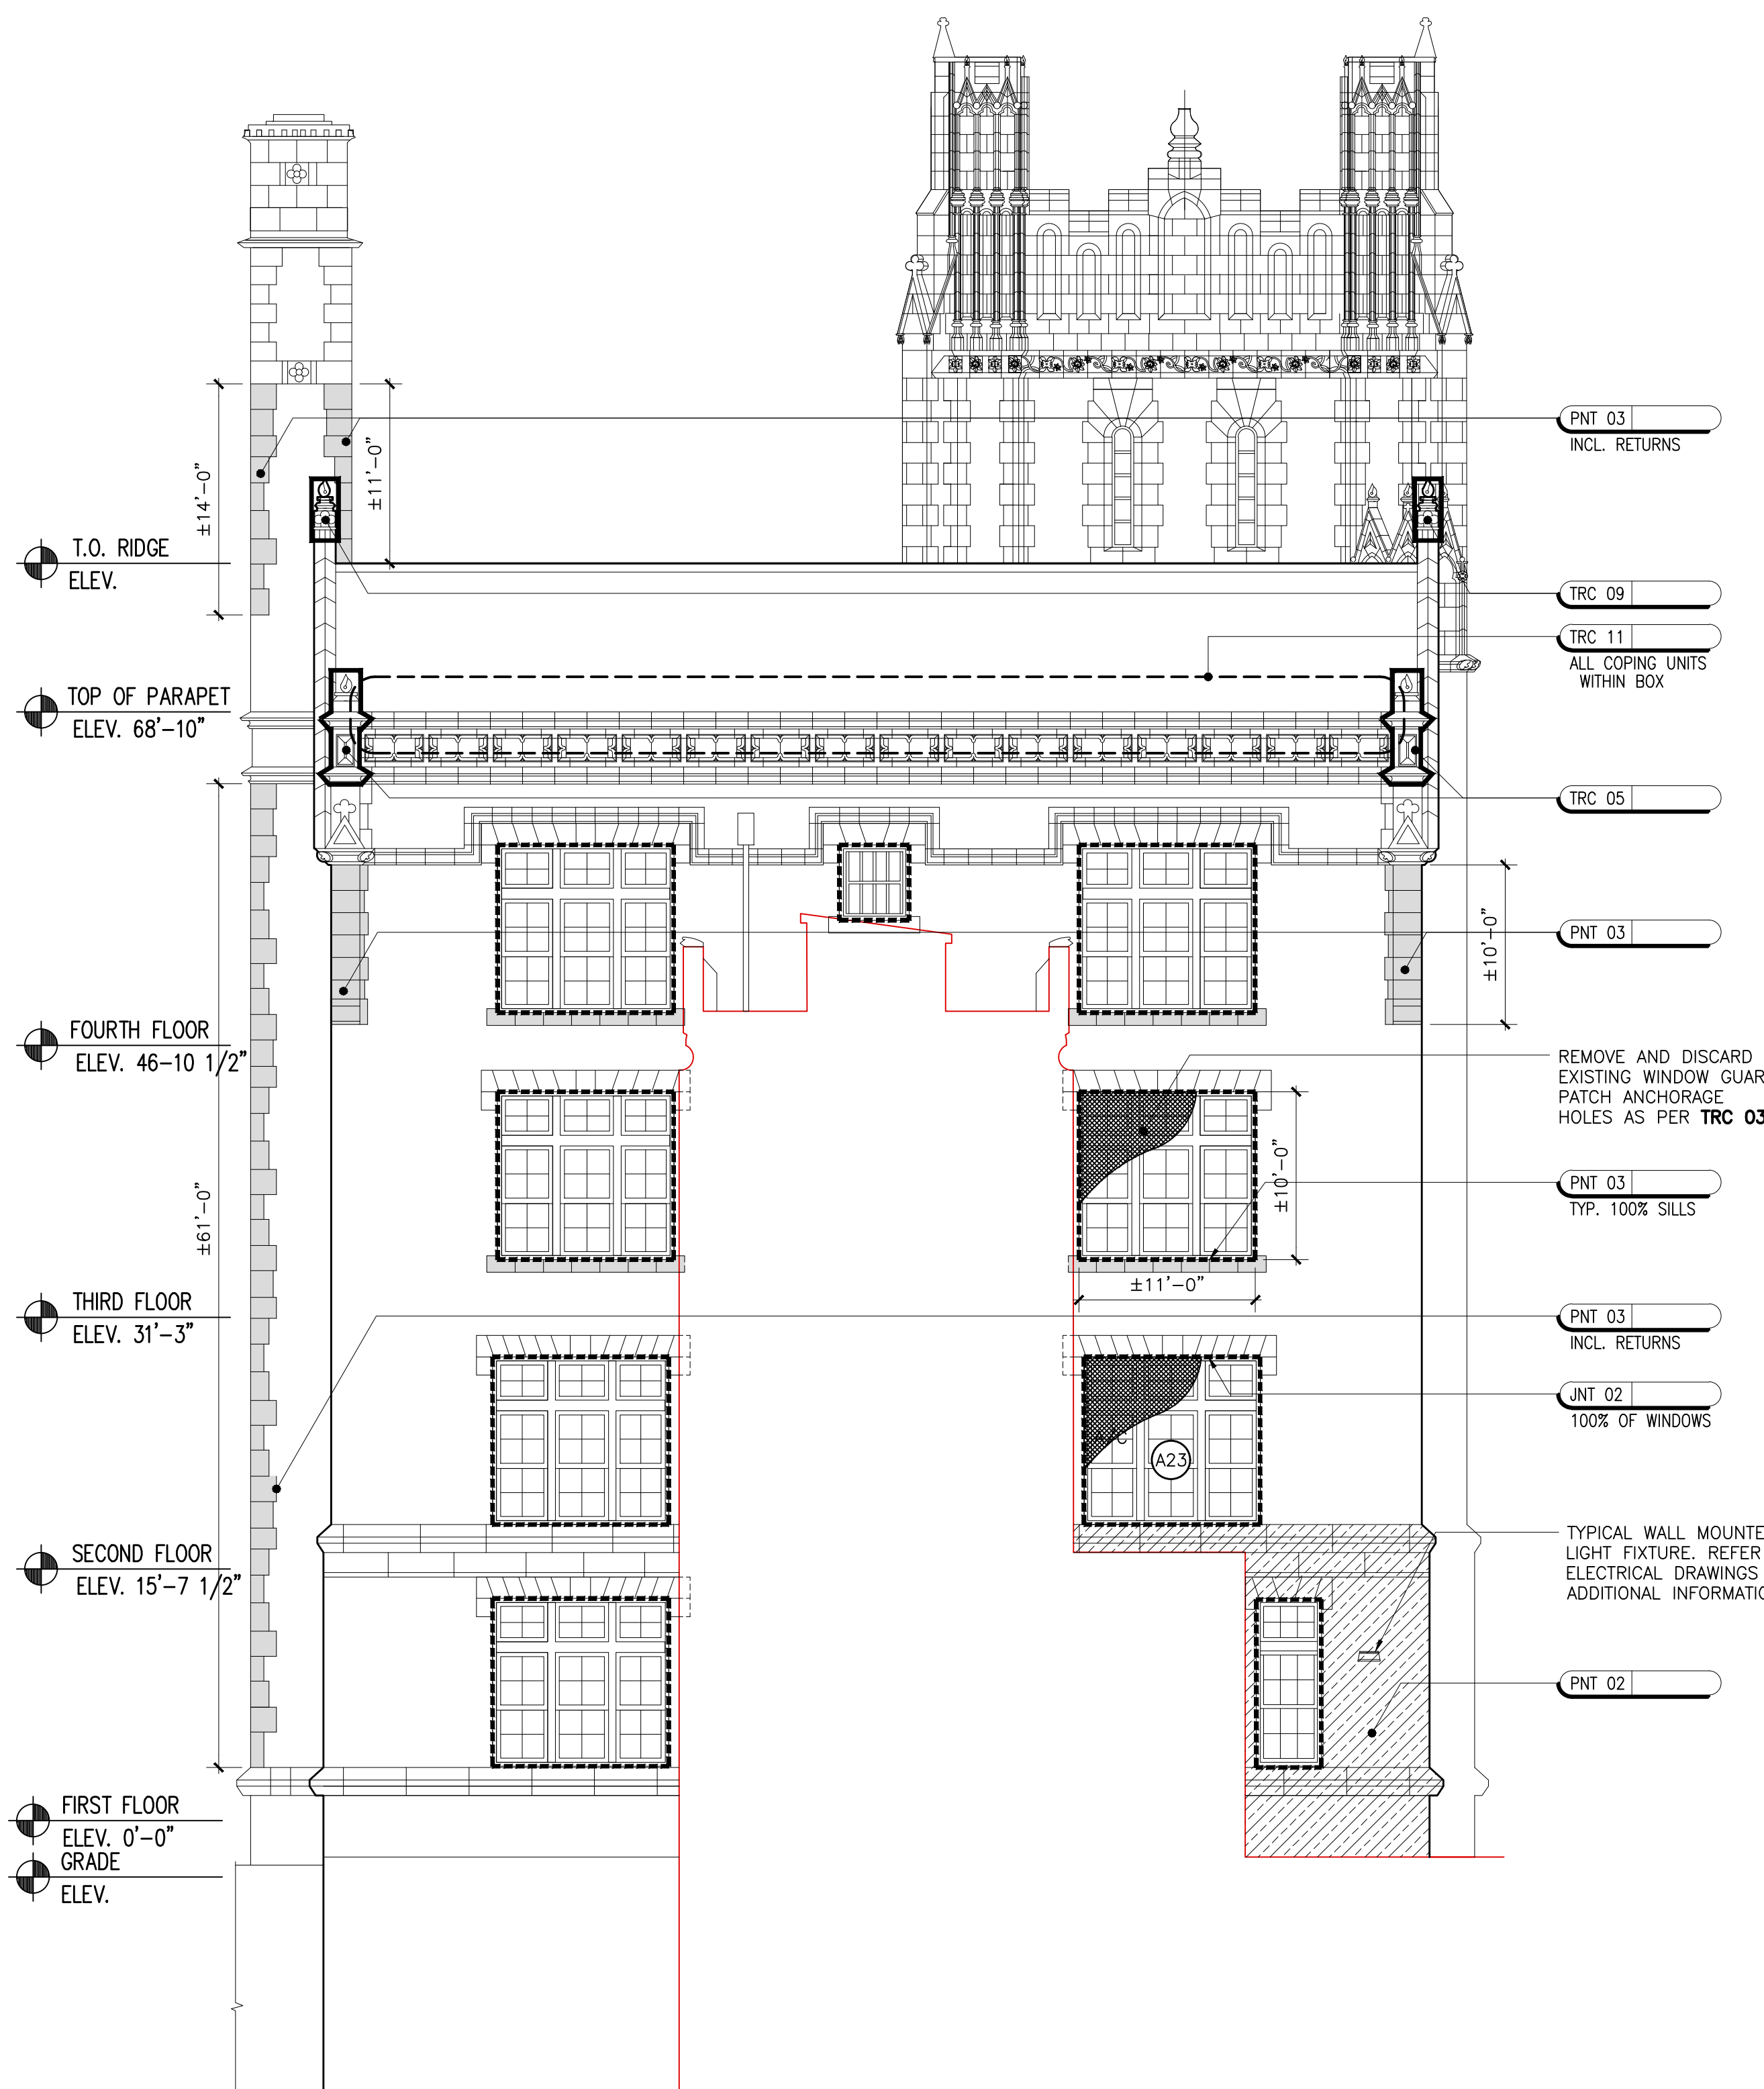 PNT 03
INCL. RETURNS
±14'-0"
±11'-0"
T.O. RIDGE
ELEV.
TRC 09
TRC 11
ALL COPING UNITS
WITHIN BOX
TOP OF PARAPET
ELEV. 68'-10"
TRC 05
PNT 03
±10'-0"
FOURTH FLOOR
ELEV. 46-10 1/2"
REMOVE AND DISCARD
EXISTING WINDOW GUAR
PATCH ANCHORAGE
HOLES AS PER TRC 03
±10'-0"
PNT 03
TYP. 100% SILLS
±61'-0"
±11'-0"
THIRD FLOOR
ELEV. 31'-3"
PNT 03
INCL. RETURNS
JNT 02
100% OF WINDOWS
A23
SECOND FLOOR
ELEV. 15'-7 1/2"
TYPICAL WALL MOUNTE
LIGHT FIXTURE. REFER
ELECTRICAL DRAWINGS
ADDITIONAL INFORMATIO
PNT 02
FIRST FLOOR
ELEV. 0'-0"
GRADE
ELEV.